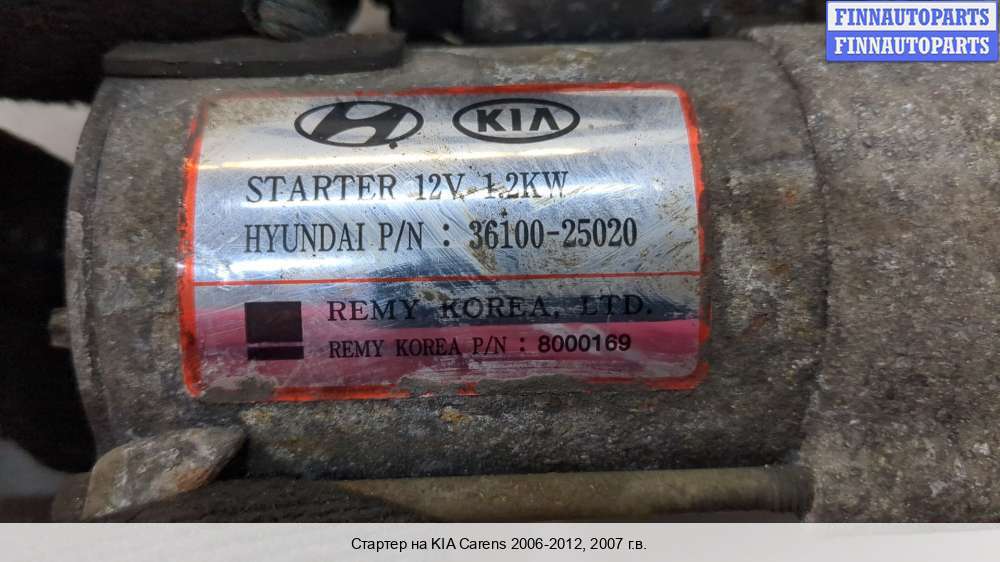 FINNAUTOPARTS
FINNAUTOPARTS
KIA
STARTER 12V 1.2KW
HYUNDAI P/N : 36100-25020
REMY KOREA, LTD.
REMY KOREA P/N : 8000169
Стартер на KIA Carens 2006-2012, 2007 г.в.